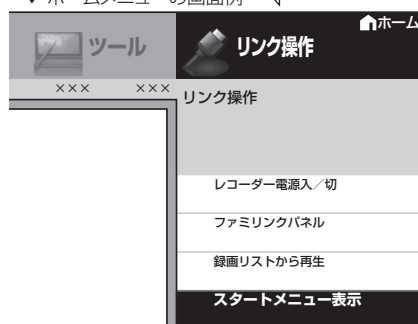 ホームメニューの画面例
ホーム
ツール
リンク操作
××× ×××
リンク操作
レコーダー電源入／切
ファミリンクパネル
録画リストから再生
スタートメニュー表示